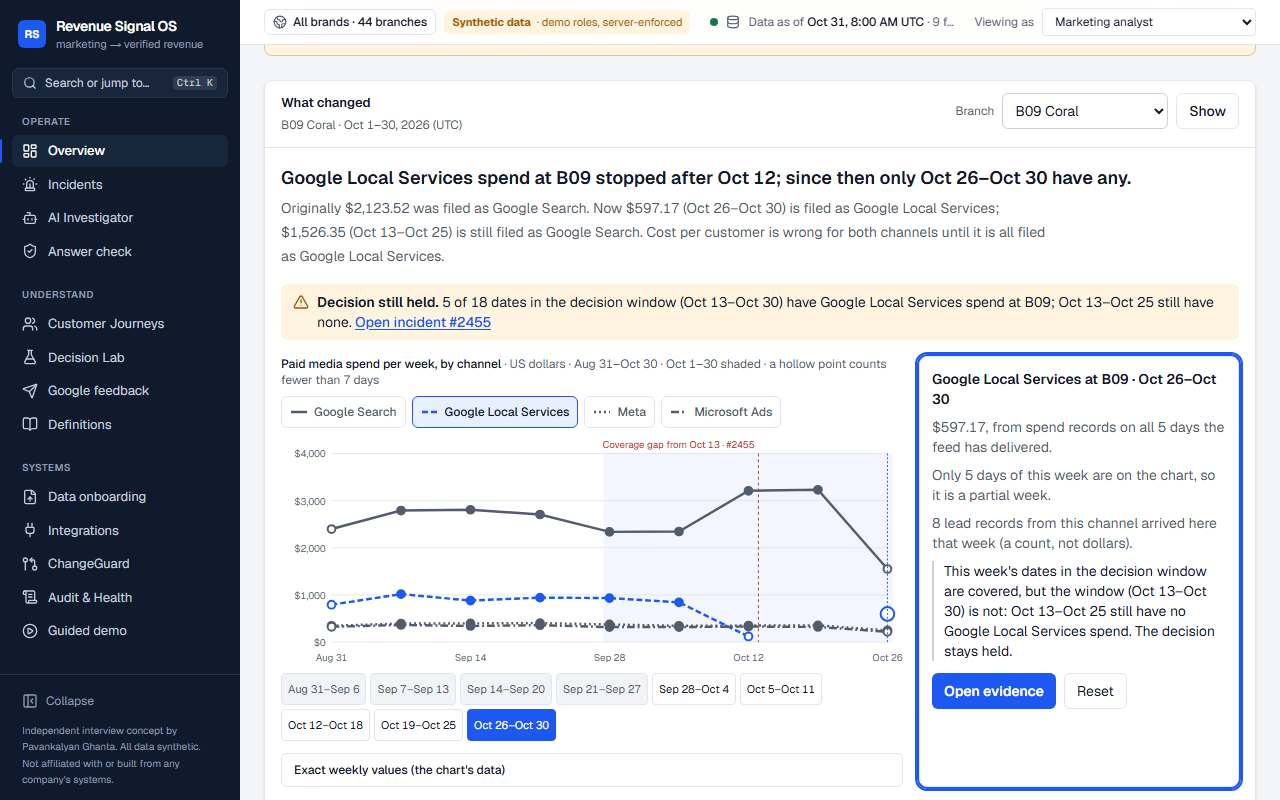 RS
Revenue Signal OS
marketing → verified revenue
Search or jump to...
Ctrl K
OPERATE
Overview
Incidents
AI Investigator
Answer check
UNDERSTAND
Customer Journeys
Decision Lab
Google feedback
Definitions
SYSTEMS
Data onboarding
Integrations
ChangeGuard
Audit & Health
Guided demo
Collapse
Independent interview concept by
Pavankalyan Ghanta. All data synthetic.
Not affiliated with or built from any
company's systems.
All brands · 44 branches
Synthetic data · demo roles, server-enforced
Data as of Oct 31, 8:00 AM UTC · 9 f...
Viewing as
Marketing analyst
What changed
B09 Coral · Oct 1–30, 2026 (UTC)
Branch
B09 Coral
Show
Google Local Services spend at B09 stopped after Oct 12; since then only Oct 26–Oct 30 have any.
Originally $2,123.52 was filed as Google Search. Now $597.17 (Oct 26–Oct 30) is filed as Google Local Services;
$1,526.35 (Oct 13–Oct 25) is still filed as Google Search. Cost per customer is wrong for both channels until it is all filed
as Google Local Services.
Decision still held. 5 of 18 dates in the decision window (Oct 13–Oct 30) have Google Local Services spend at B09; Oct 13–Oct 25 still have
none. Open incident #2455
Paid media spend per week, by channel · US dollars · Aug 31–Oct 30 · Oct 1–30 shaded · a hollow point counts
fewer than 7 days
Google Search
Google Local Services
Meta
Microsoft Ads
Coverage gap from Oct 13 · #2455
$4,000
$3,000
$2,000
$1,000
$0
Aug 31
Sep 14
Sep 28
Oct 12
Oct 26
Aug 31–Sep 6
Sep 7–Sep 13
Sep 14–Sep 20
Sep 21–Sep 27
Sep 28–Oct 4
Oct 5–Oct 11
Oct 12–Oct 18
Oct 19–Oct 25
Oct 26–Oct 30
Exact weekly values (the chart's data)
Google Local Services at B09 · Oct 26–Oct
30
$597.17, from spend records on all 5 days the
feed has delivered.
Only 5 days of this week are on the chart, so
it is a partial week.
8 lead records from this channel arrived here
that week (a count, not dollars).
This week's dates in the decision window
are covered, but the window (Oct 13–Oct
30) is not: Oct 13–Oct 25 still have no
Google Local Services spend. The decision
stays held.
Open evidence
Reset